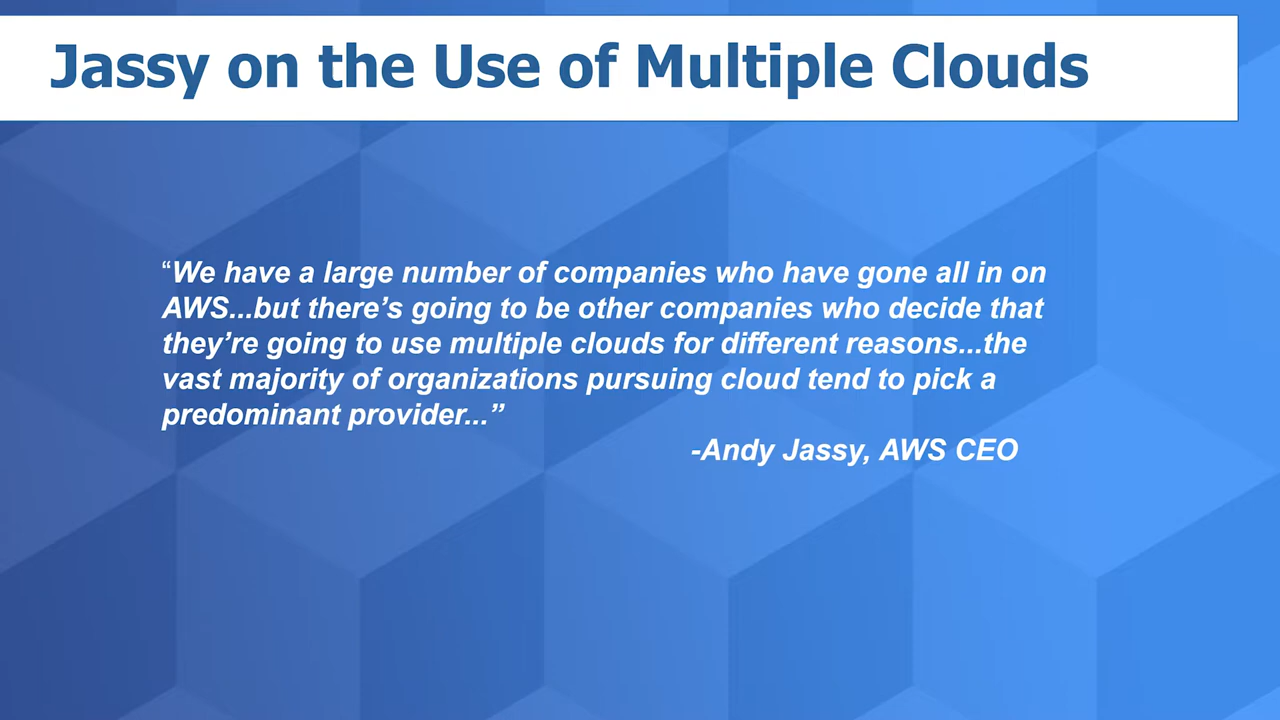 Jassy on the Use of Multiple Clouds
“We have a large number of companies who have gone all in on
AWS...but there’s going to be other companies who decide that
they’re going to use multiple clouds for different reasons...the
vast majority of organizations pursuing cloud tend to pick a
predominant provider...”
-Andy Jassy, AWS CEO